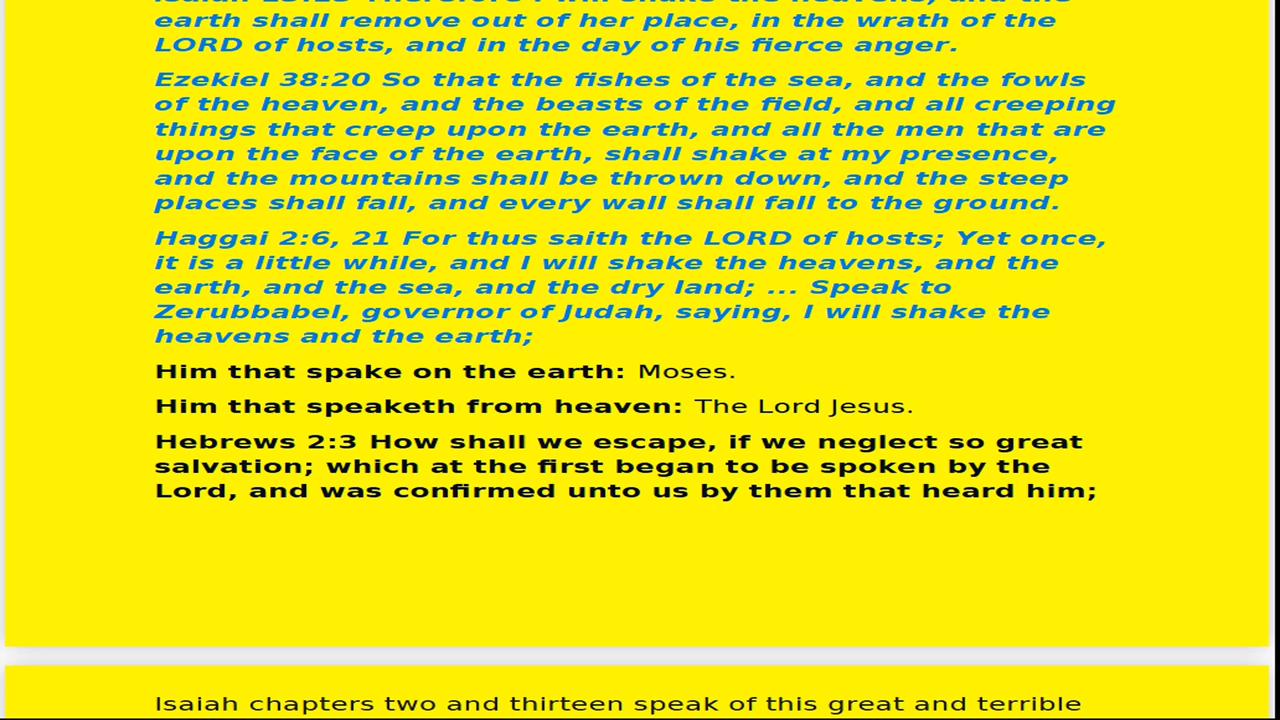 Isaiah 13:13 Therefore I will shake the heavens, and the
earth shall remove out of her place, in the wrath of the
LORD of hosts, and in the day of his fierce anger.
Ezekiel 38:20 So that the fishes of the sea, and the fowls
of the heaven, and the beasts of the field, and all creeping
things that creep upon the earth, and all the men that are
upon the face of the earth, shall shake at my presence,
and the mountains shall be thrown down, and the steep
places shall fall, and every wall shall fall to the ground.
Haggai 2:6, 21 For thus saith the LORD of hosts; Yet once,
it is a little while, and I will shake the heavens, and the
earth, and the sea, and the dry land; ... Speak to
Zerubbabel, governor of Judah, saying, I will shake the
heavens and the earth;
Him that spake on the earth: Moses.
Him that speaketh from heaven: The Lord Jesus.
Hebrews 2:3 How shall we escape, if we neglect so great
salvation; which at the first began to be spoken by the
Lord, and was confirmed unto us by them that heard him;
Isaiah chapters two and thirteen speak of this great and terrible